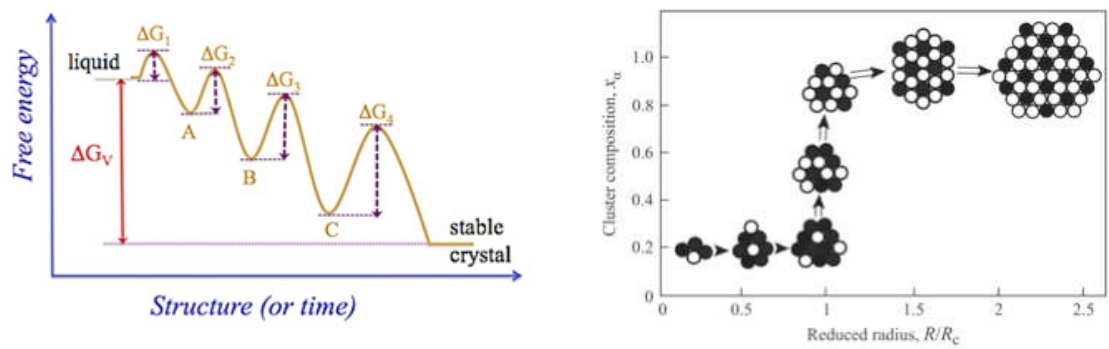 Free energy
liquid
ΔG₁
ΔG₂
ΔG₃
ΔG₄
ΔGᵥ
A
B
C
stable
crystal
Structure (or time)
Cluster composition, xα
1.0
0.8
0.6
0.4
0.2
0
0
0.5
1
1.5
2
2.5
Reduced radius, R/Rc